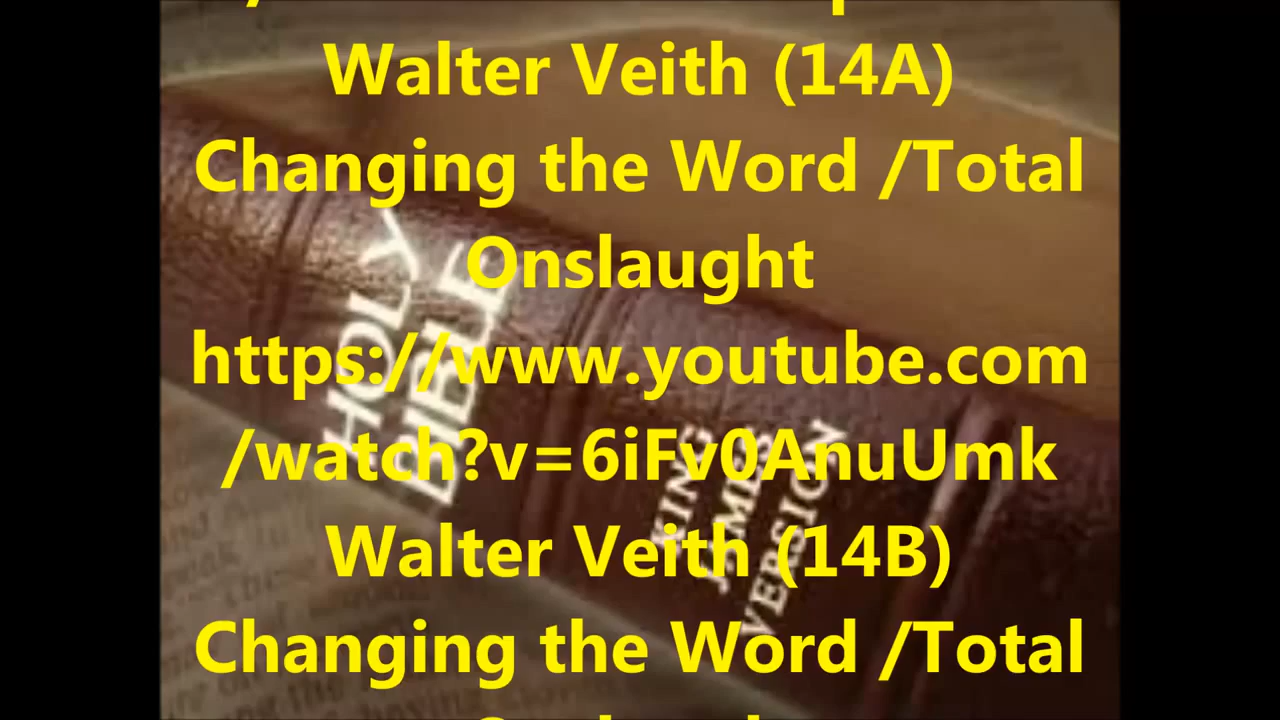 Walter Veith (14A)
Changing the Word /Total
Onslaught
https://www.youtube.com
/watch?v=6iFv0AnuUmk
Walter Veith (14B)
Changing the Word /Total
HOLY
BIBLE
KING
JAMES
VERSION